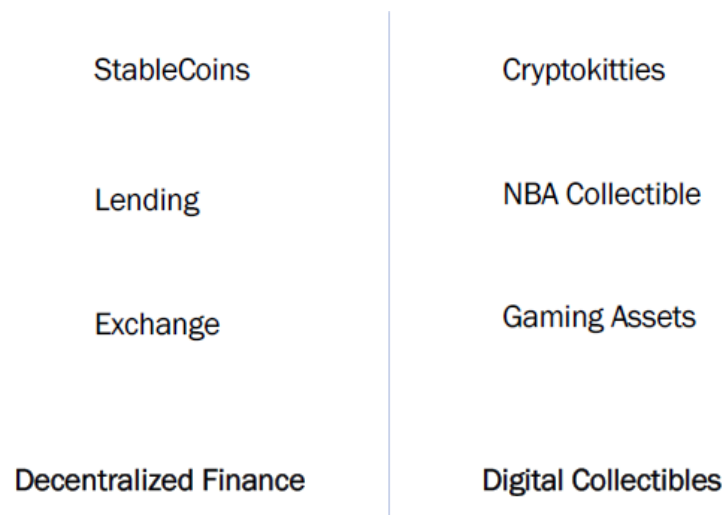 StableCoins
Lending
Exchange
Decentralized Finance
Cryptokitties
NBA Collectible
Gaming Assets
Digital Collectibles